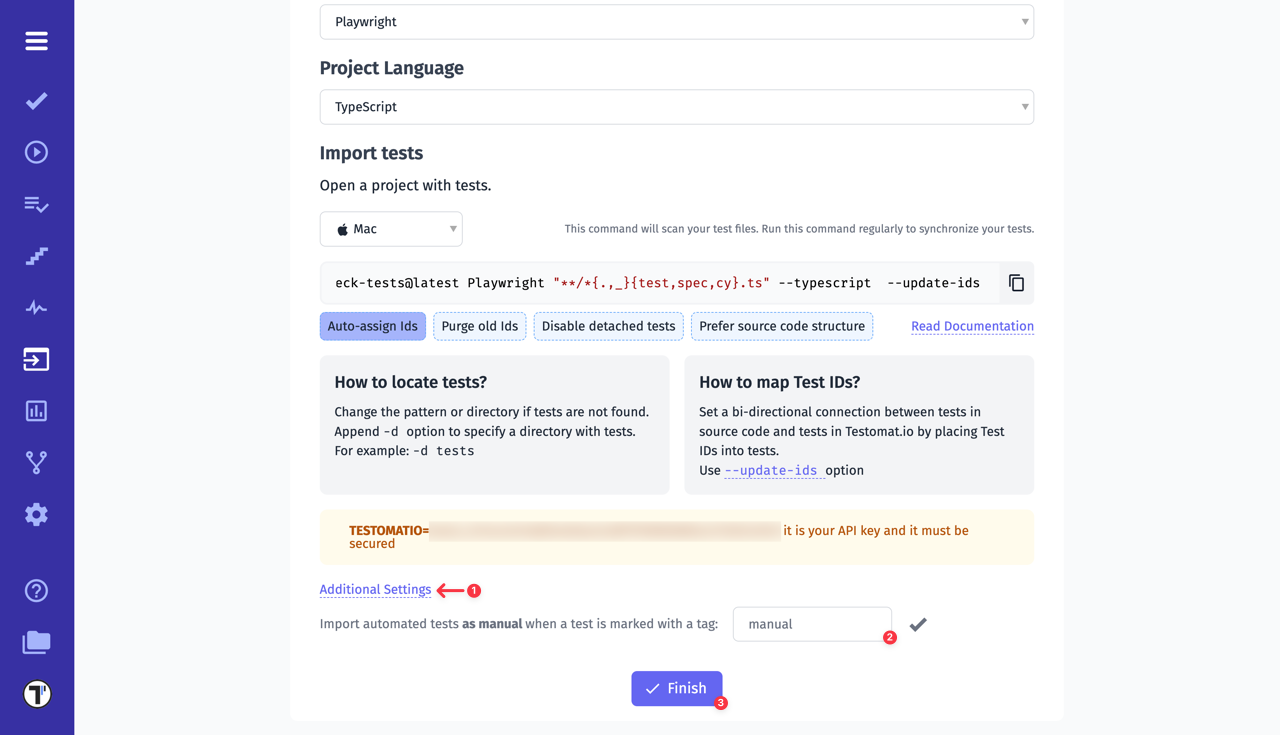 Playwright
Project Language
TypeScript
Import tests
Open a project with tests.
Mac
This command will scan your test files. Run this command regularly to synchronize your tests.
eck-tests@latest Playwright "**/*{.,_}{test,spec,cy}.ts" --typescript  --update-ids
Auto-assign Ids
Purge old Ids
Disable detached tests
Prefer source code structure
Read Documentation
How to locate tests?
Change the pattern or directory if tests are not found.
Append -d option to specify a directory with tests.
For example: -d tests
How to map Test IDs?
Set a bi-directional connection between tests in
source code and tests in Testomat.io by placing Test
IDs into tests.
Use --update-ids option
TESTOMATIO= it is your API key and it must be
secured
Additional Settings
1
Import automated tests as manual when a test is marked with a tag:
manual
2
Finish
3